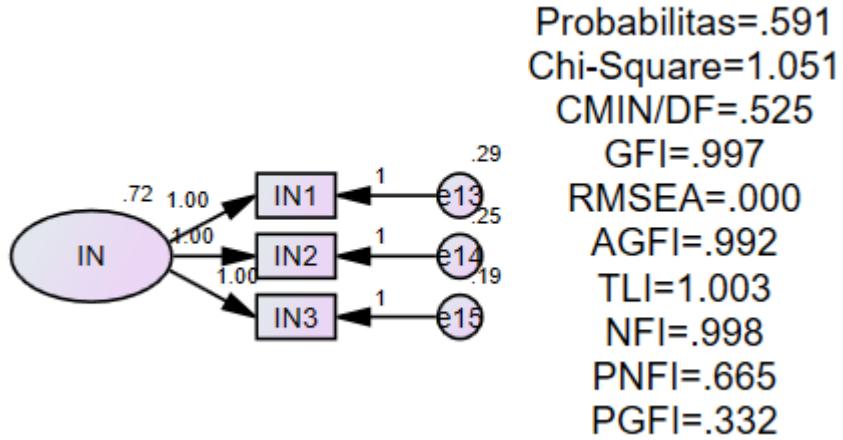 Probabilitas=.591
Chi-Square=1.051
CMIN/DF=.525
GFI=.997
RMSEA=.000
AGFI=.992
TLI=1.003
NFI=.998
PNFI=.665
PGFI=.332
.72
IN
1.00
IN1
1
e13
.29
1.00
IN2
1
e14
.25
1.00
IN3
1
e15
.19